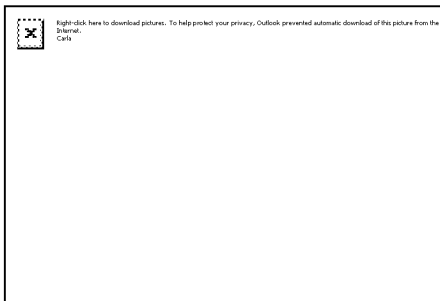 Right-click here to download pictures. To help protect your privacy, Outlook prevented automatic download of this picture from the
Internet.
Carla